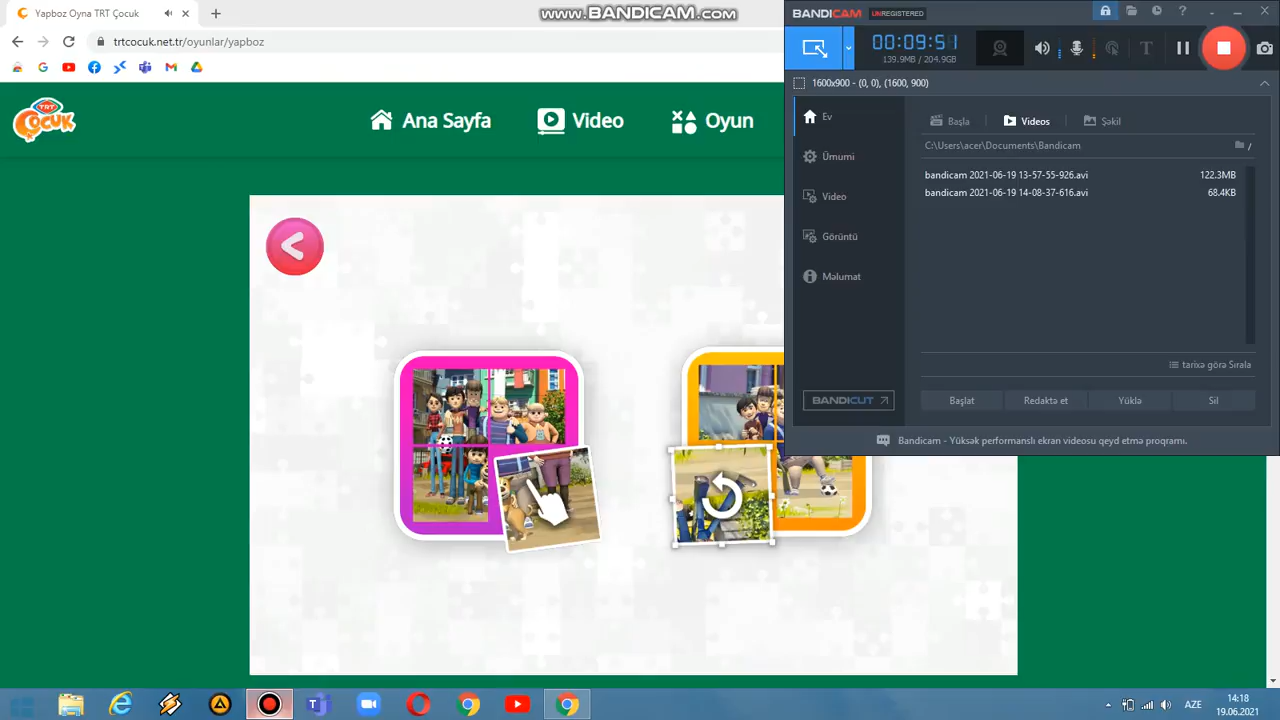 Yapboz Oyna TRT Çocuk
www.BANDICAM.com
trtcocuk.net.tr/oyunlar/yapboz
TRT
ÇOCUK
Ana Sayfa
Video
Oyun
BANDICAM UNREGISTERED
00:09:51
139.9MB / 204.9GB
1600x900 - (0, 0), (1600, 900)
Ev
Ümumi
Video
Görüntü
Məlumat
BANDICUT
Başla
Videos
Şəkil
C:\Users\acer\Documents\Bandicam
bandicam 2021-06-19 13-57-55-926.avi 122.3MB
bandicam 2021-06-19 14-08-37-616.avi 68.4KB
tarixə görə Sırala
Başlat
Redaktə et
Yüklə
Sil
Bandicam - Yüksək performanslı ekran videosu qeyd etmə proqramı.
AZE
14:18
19.06.2021